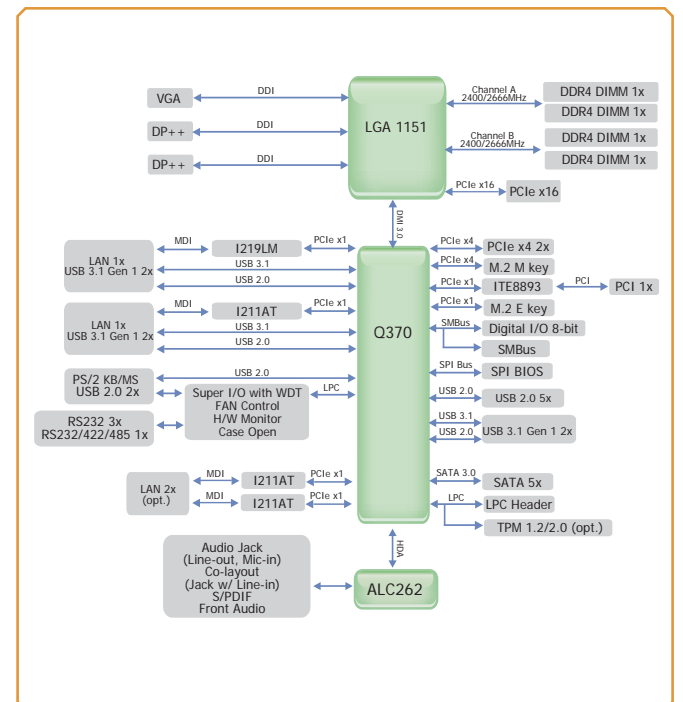 VGA
DDI
DP++
DDI
DP++
DDI
LGA 1151
Channel A
2400/2666MHz
DDR4 DIMM 1x
DDR4 DIMM 1x
Channel B
2400/2666MHz
DDR4 DIMM 1x
DDR4 DIMM 1x
PCIe x16
PCIe x16
DMI 3.0
LAN 1x
USB 3.1 Gen 1 2x
MDI
I219LM
PCIe x1
USB 3.1
USB 2.0
LAN 1x
USB 3.1 Gen 1 2x
MDI
I211AT
PCIe x1
USB 3.1
USB 2.0
PS/2 KB/MS
USB 2.0 2x
USB 2.0
Super I/O with WDT
FAN Control
H/W Monitor
Case Open
LPC
RS232 3x
RS232/422/485 1x
LAN 2x
(opt.)
MDI
I211AT
PCIe x1
MDI
I211AT
PCIe x1
Q370
PCIe x4
PCIe x4 2x
PCIe x4
M.2 M key
PCIe x1
ITE8893
PCI
PCI 1x
PCIe x1
M.2 E key
SMBus
Digital I/O 8-bit
SMBus
SPI Bus
SPI BIOS
USB 2.0
USB 2.0 5x
USB 3.1
USB 2.0
USB 3.1 Gen 1 2x
SATA 3.0
SATA 5x
LPC
LPC Header
TPM 1.2/2.0 (opt.)
HDA
Audio Jack
(Line-out, Mic-in)
Co-layout
(Jack w/ Line-in)
S/PDIF
Front Audio
ALC262